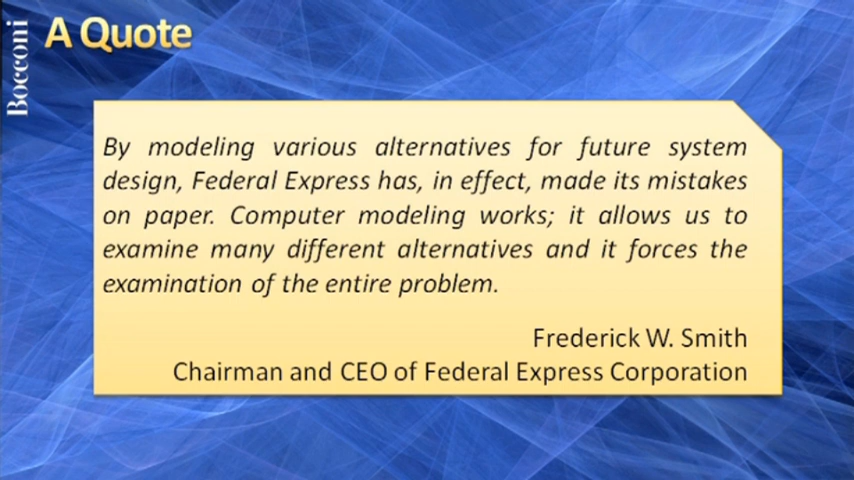 Bocconi
A Quote
By modeling various alternatives for future system
design, Federal Express has, in effect, made its mistakes
on paper. Computer modeling works; it allows us to
examine many different alternatives and it forces the
examination of the entire problem.
Frederick W. Smith
Chairman and CEO of Federal Express Corporation